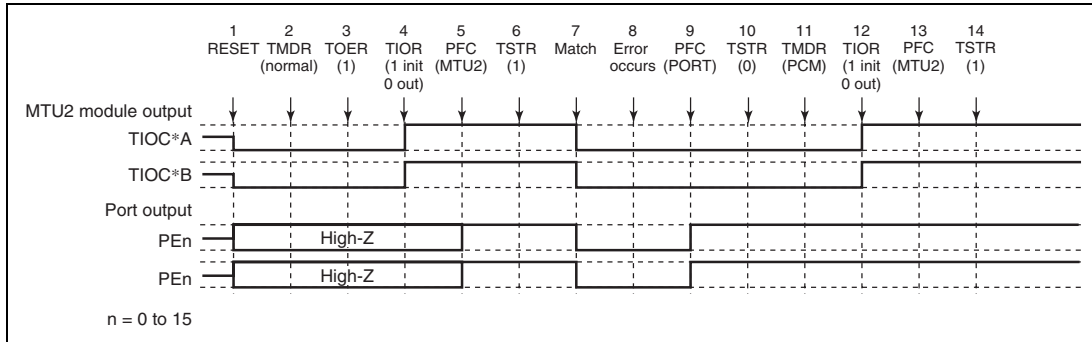 1 2 3 4 5 6 7 8 9 10 11 12 13 14
RESET TMDR TOER TIOR PFC TSTR Match Error PFC TSTR TMDR TIOR PFC TSTR
(normal) (1) (1 init (MTU2) (1) occurs (PORT) (0) (PCM) (1 init (MTU2) (1)
0 out) 0 out)
MTU2 module output
TIOC*A
TIOC*B
Port output
PEn High-Z
PEn High-Z
n = 0 to 15